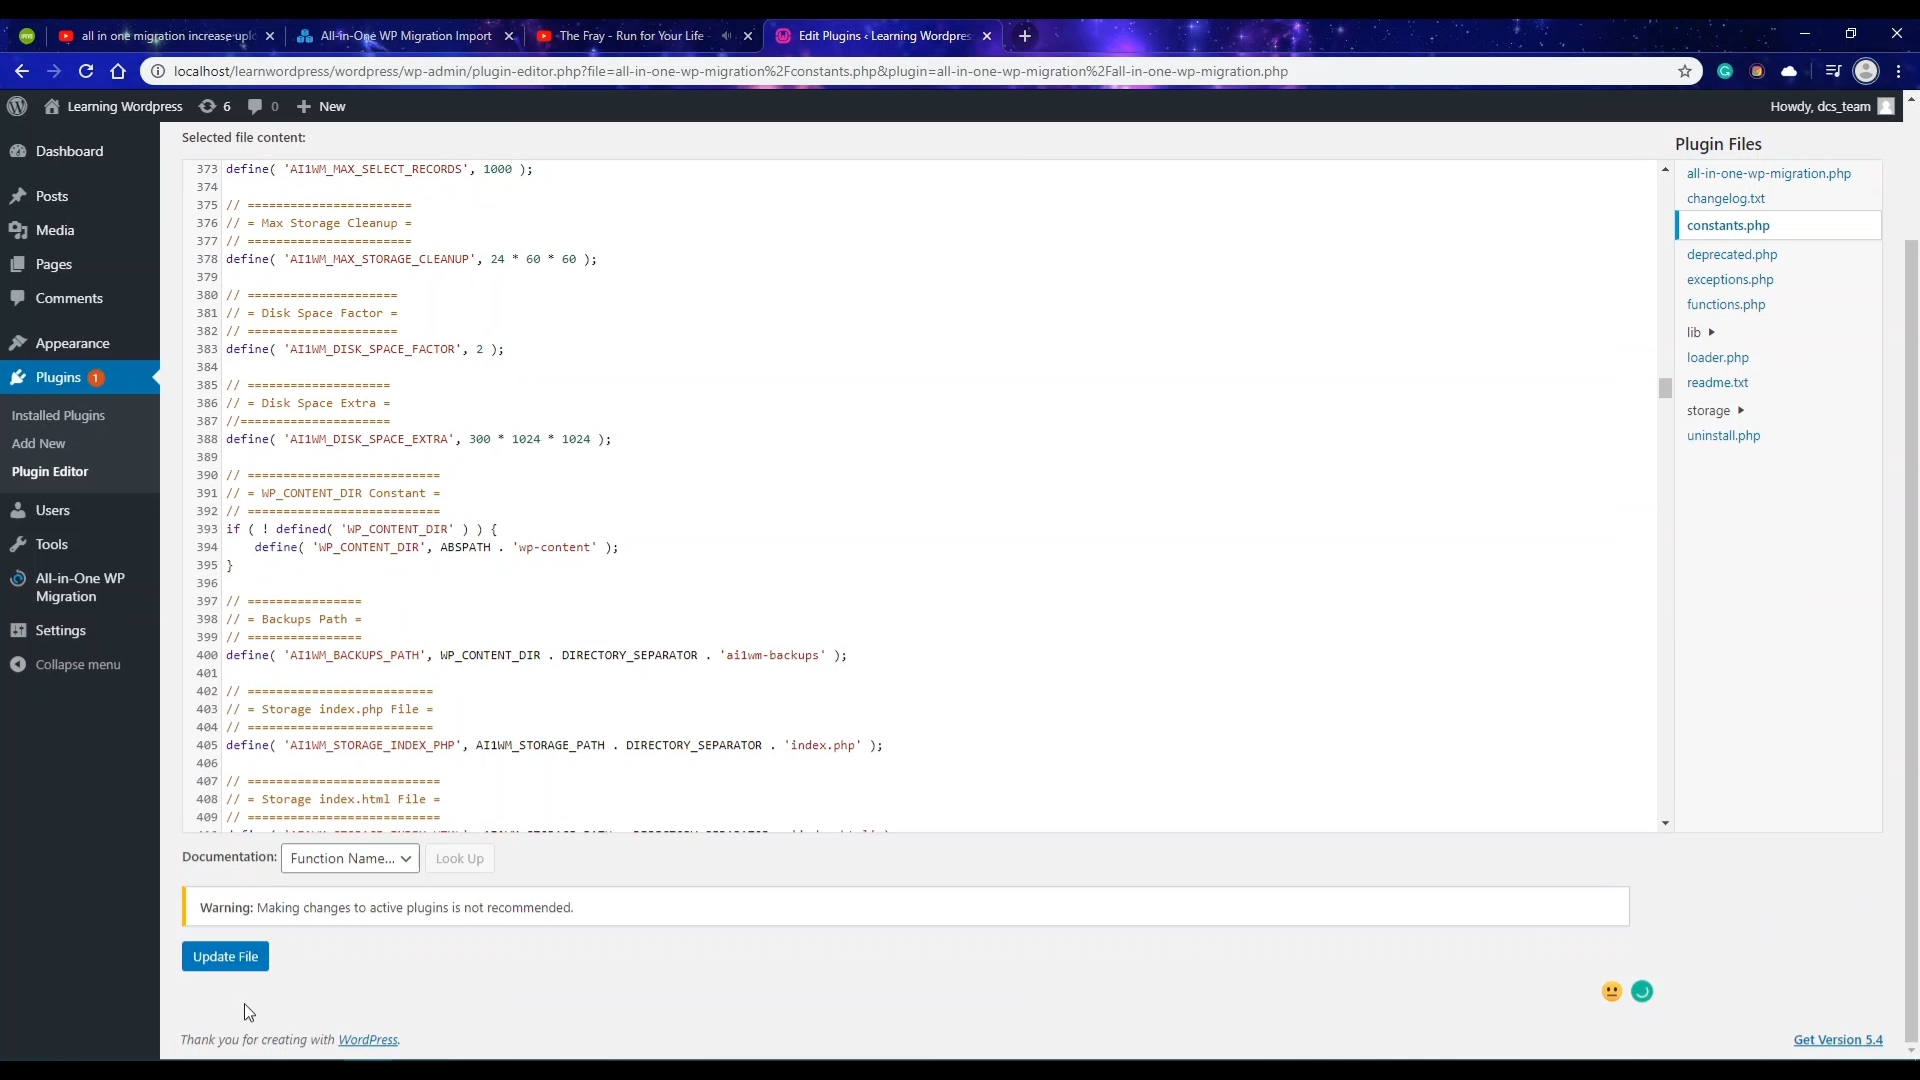 all in one migration increase uplo
All-in-One WP Migration Import
The Fray - Run for Your Life
Edit Plugins ‹ Learning Wordpres
localhost/learnwordpress/wordpress/wp-admin/plugin-editor.php?file=all-in-one-wp-migration%2Fconstants.php&plugin=all-in-one-wp-migration%2Fall-in-one-wp-migration.php
Learning Wordpress
6
0
New
Howdy, dcs_team
Dashboard
Posts
Media
Pages
Comments
Appearance
Plugins 1
Installed Plugins
Add New
Plugin Editor
Users
Tools
All-in-One WP
Migration
Settings
Collapse menu
Selected file content:
373 define( 'AI1WM_MAX_SELECT_RECORDS', 1000 );
374
375 // =======================
376 // = Max Storage Cleanup =
377 // =======================
378 define( 'AI1WM_MAX_STORAGE_CLEANUP', 24 * 60 * 60 );
379
380 // =====================
381 // = Disk Space Factor =
382 // =====================
383 define( 'AI1WM_DISK_SPACE_FACTOR', 2 );
384
385 // ====================
386 // = Disk Space Extra =
387 //=====================
388 define( 'AI1WM_DISK_SPACE_EXTRA', 300 * 1024 * 1024 );
389
390 // ===========================
391 // = WP_CONTENT_DIR Constant =
392 // ===========================
393 if ( ! defined( 'WP_CONTENT_DIR' ) ) {
394     define( 'WP_CONTENT_DIR', ABSPATH . 'wp-content' );
395 }
396
397 // ================
398 // = Backups Path =
399 // ================
400 define( 'AI1WM_BACKUPS_PATH', WP_CONTENT_DIR . DIRECTORY_SEPARATOR . 'ai1wm-backups' );
401
402 // ==========================
403 // = Storage index.php File =
404 // ==========================
405 define( 'AI1WM_STORAGE_INDEX_PHP', AI1WM_STORAGE_PATH . DIRECTORY_SEPARATOR . 'index.php' );
406
407 // ===========================
408 // = Storage index.html File =
409 // ===========================
Plugin Files
all-in-one-wp-migration.php
changelog.txt
constants.php
deprecated.php
exceptions.php
functions.php
lib
loader.php
readme.txt
storage
uninstall.php
Documentation: Function Name... Look Up
Warning: Making changes to active plugins is not recommended.
Update File
Thank you for creating with WordPress.
Get Version 5.4